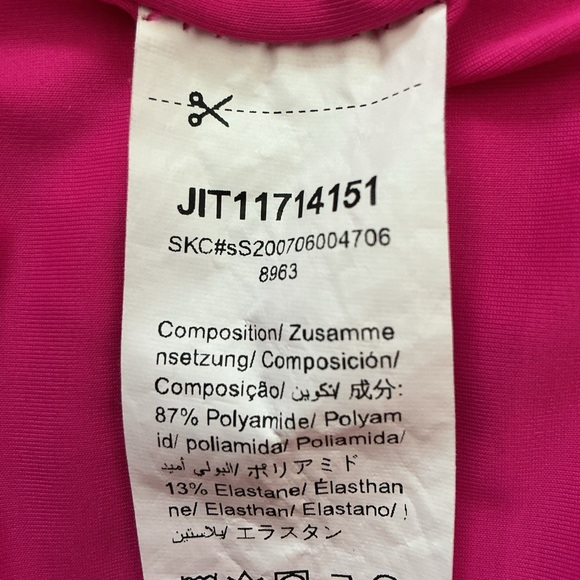 JIT11714151
SKC#sS200706004706
8963
Composition/ Zusamme
nsetzung/ Composición/
Composição/ تكوين/ 成分:
87% Polyamide/ Polyam
id/ poliamida/ Poliamida/
البولي أميد/ ポリアミド
13% Elastane/ Élasthan
ne/ Elasthan/ Elastano/ إ
يلاستين/ エラスタン